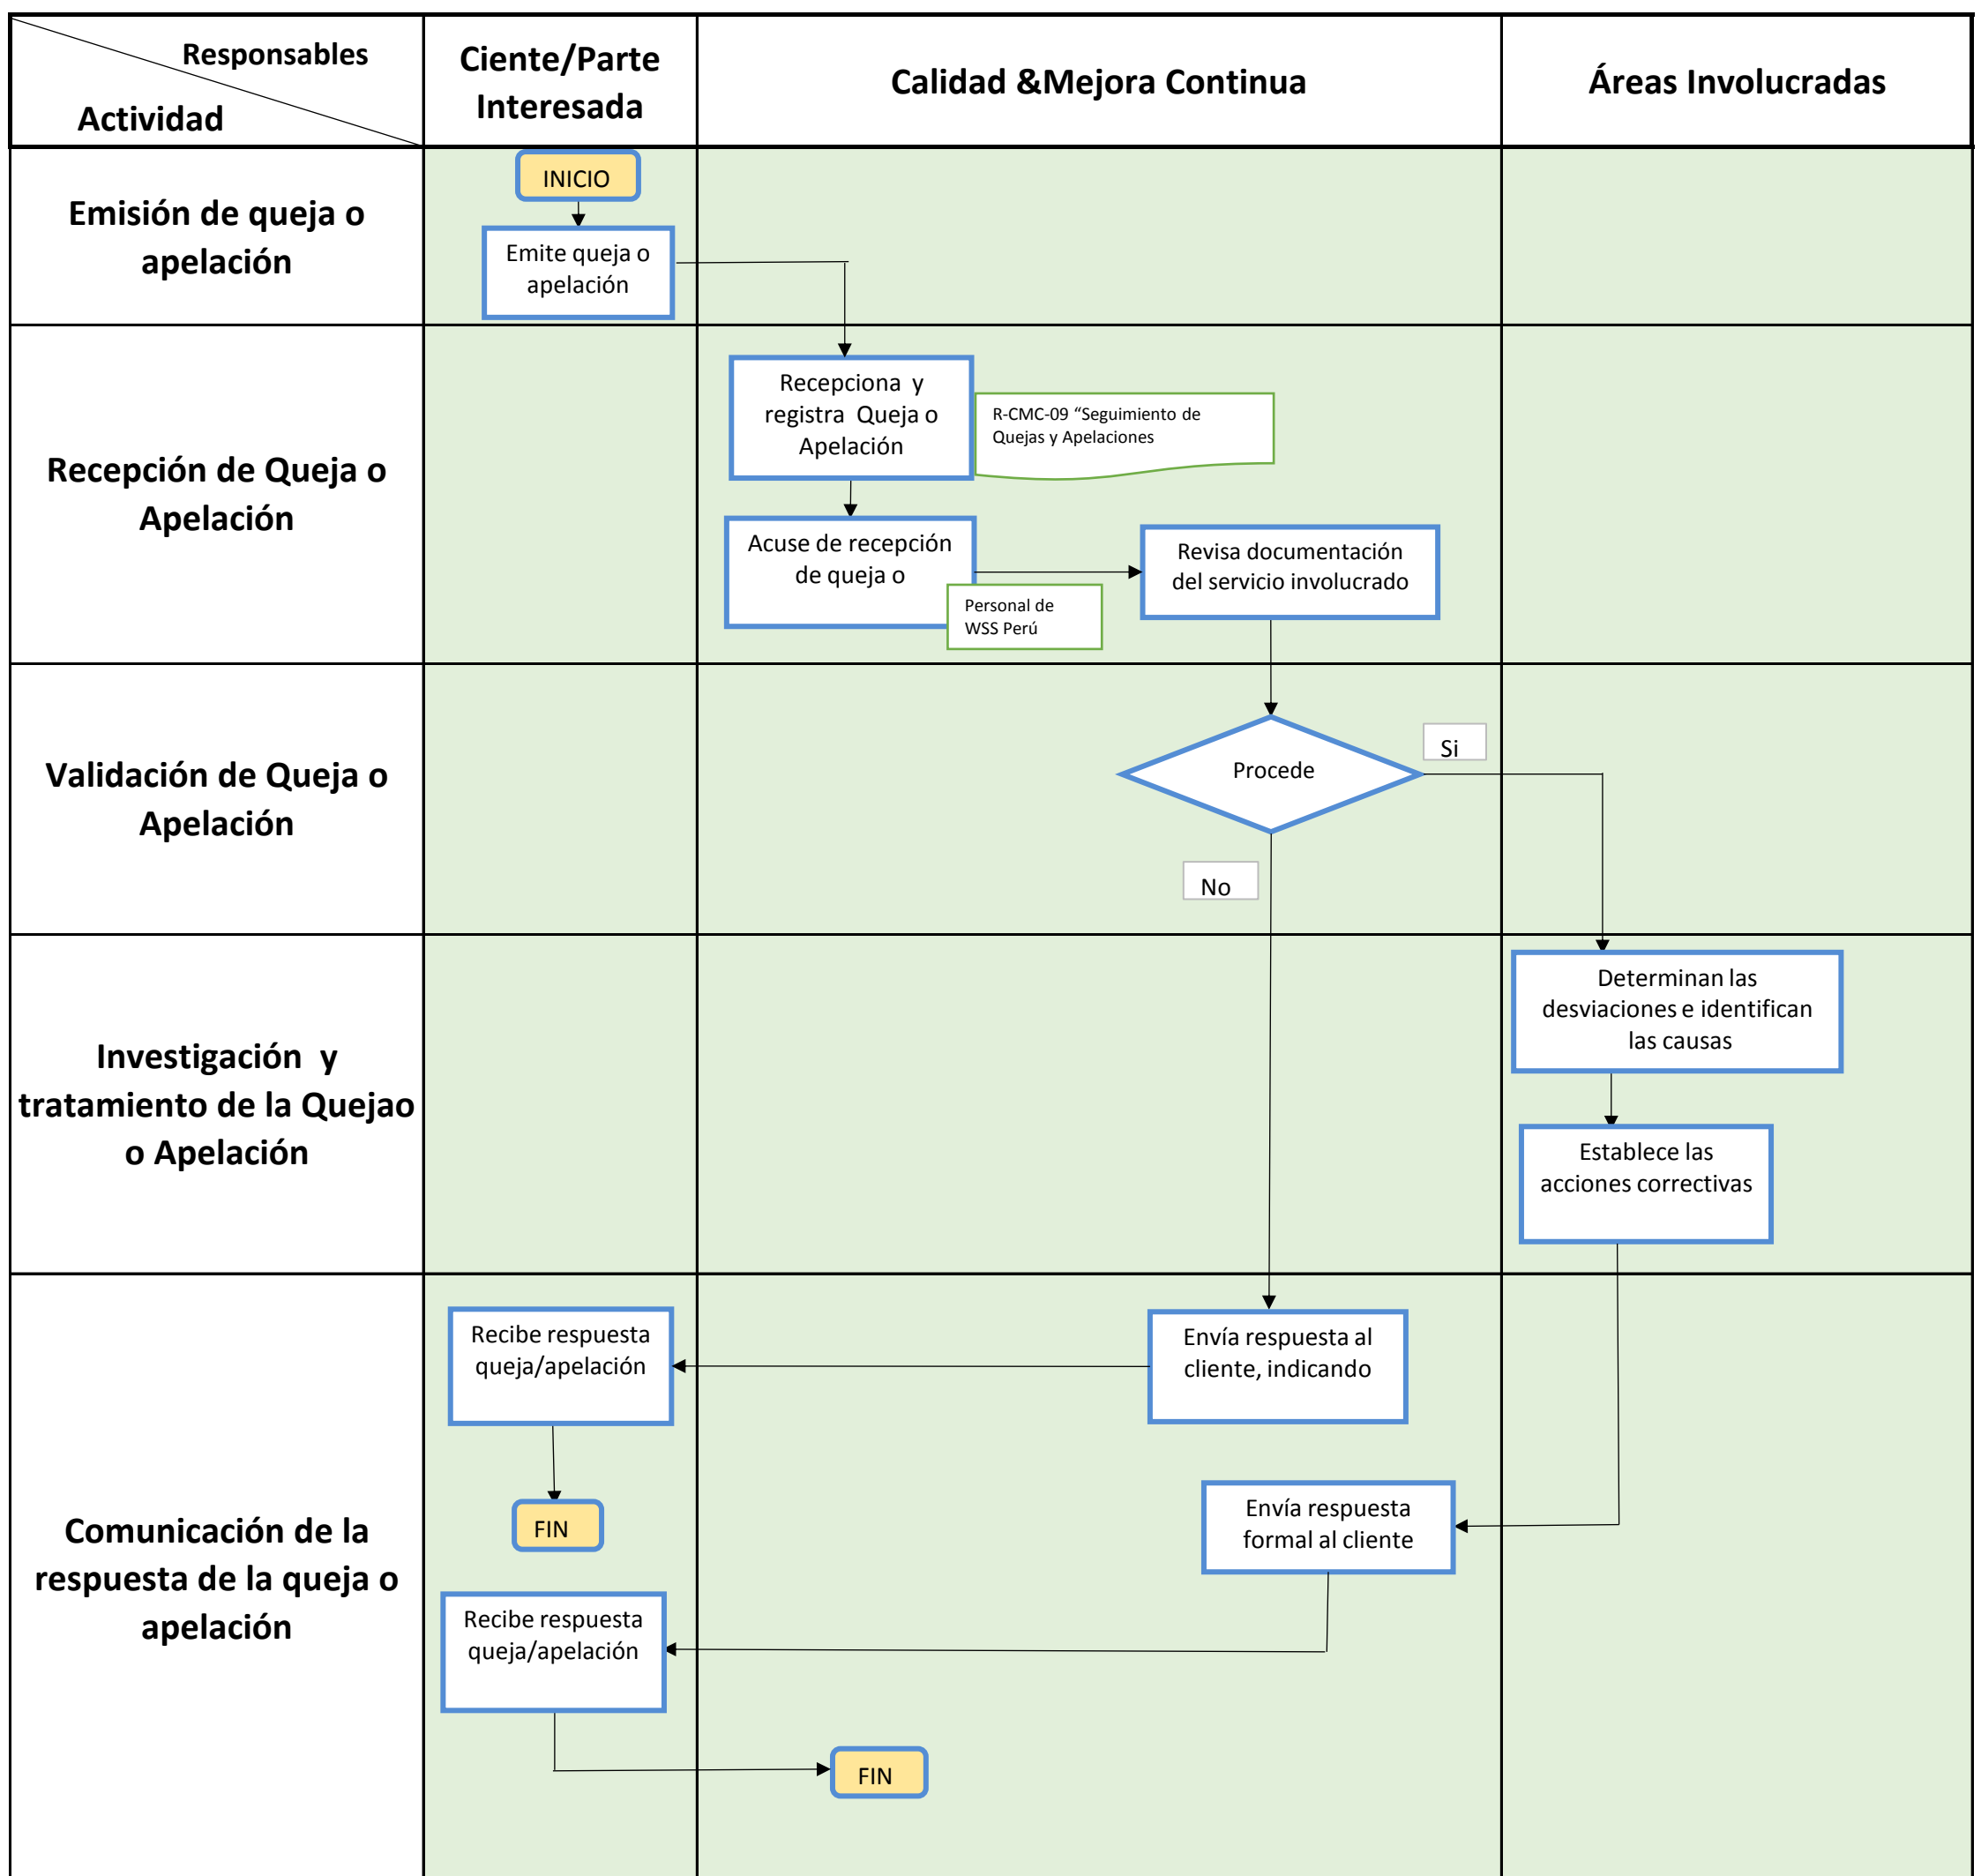 Responsables
Actividad
Ciente/Parte
Interesada
Calidad &Mejora Continua
Áreas Involucradas
Emisión de queja o
apelación
INICIO
Emite queja o
apelación
Recepción de Queja o
Apelación
Recepciona y
registra Queja o
Apelación
R-CMC-09 “Seguimiento de
Quejas y Apelaciones
Acuse de recepción
de queja o
Personal de
WSS Perú
Revisa documentación
del servicio involucrado
Validación de Queja o
Apelación
Procede
Si
No
Investigación y
tratamiento de la Quejao
o Apelación
Determinan las
desviaciones e identifican
las causas
Establece las
acciones correctivas
Comunicación de la
respuesta de la queja o
apelación
Recibe respuesta
queja/apelación
Envía respuesta al
cliente, indicando
FIN
Envía respuesta
formal al cliente
Recibe respuesta
queja/apelación
FIN